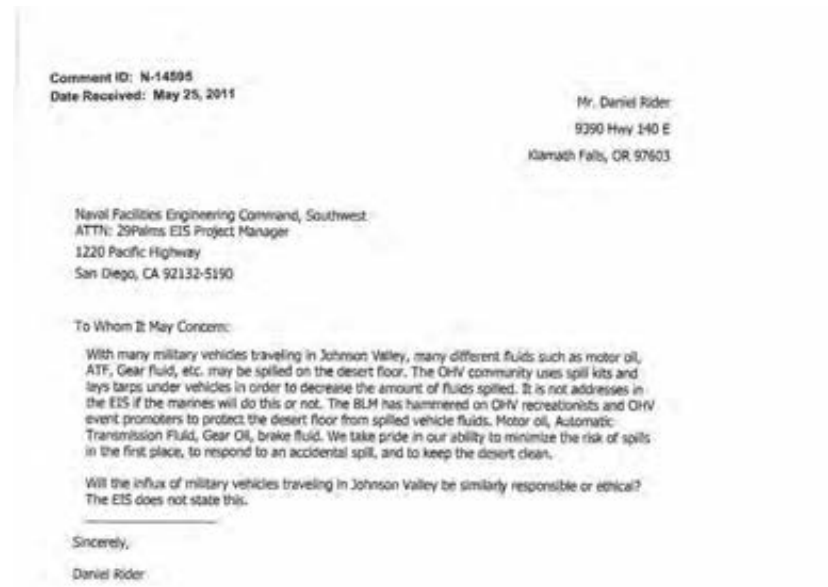 Comment ID: N-14595
Date Received: May 25, 2011
Mr. Daniel Rider
9390 Hwy 140 E
Klamath Falls, OR 97603
Naval Facilities Engineering Command, Southwest
ATTN: 29Palms EIS Project Manager
1220 Pacific Highway
San Diego, CA 92132-5190
To Whom It May Concern:
With many military vehicles traveling in Johnson Valley, many different fluids such as motor oil,
ATF, Gear fluid, etc. may be spilled on the desert floor. The OHV community uses spill kits and
lays tarps under vehicles in order to decrease the amount of fluids spilled. It is not addresses in
the EIS if the marines will do this or not. The BLM has hammered on OHV recreationists and OHV
event promoters to protect the desert floor from spilled vehicle fluids. Motor oil, Automatic
Transmission Fluid, Gear Oil, brake fluid. We take pride in our ability to minimize the risk of spills
in the first place, to respond to an accidental spill, and to keep the desert clean.
Will the influx of military vehicles traveling in Johnson Valley be similarly responsible or ethical?
The EIS does not state this.
Sincerely,
Daniel Rider